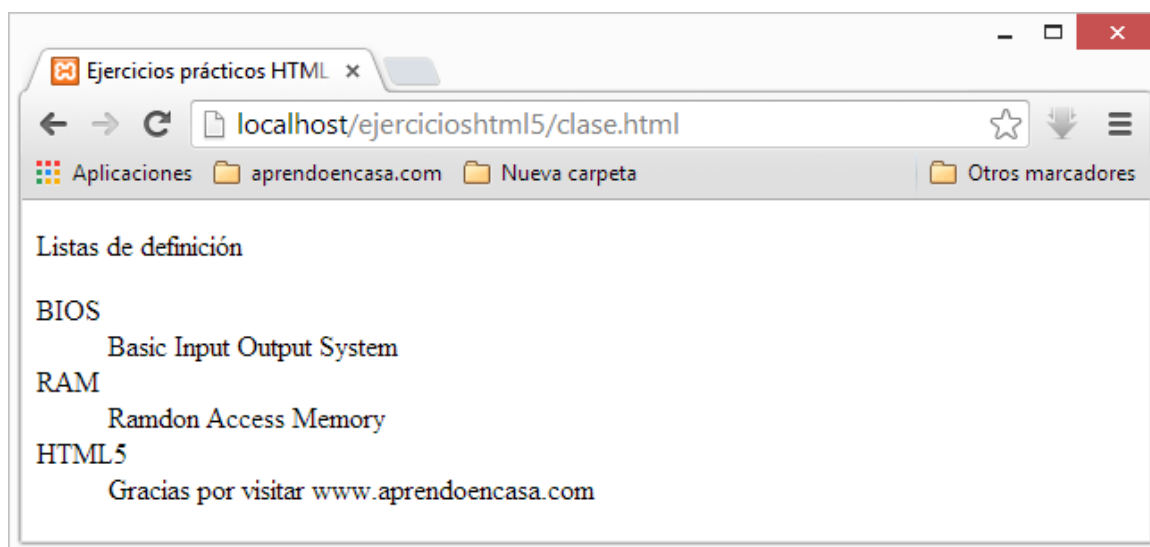 Ejercicios prácticos HTML
localhost/ejercicioshtml5/clase.html
Aplicaciones aprendoencasa.com Nueva carpeta Otros marcadores
Listas de definición
BIOS
Basic Input Output System
RAM
Ramdon Access Memory
HTML5
Gracias por visitar www.aprendoencasa.com